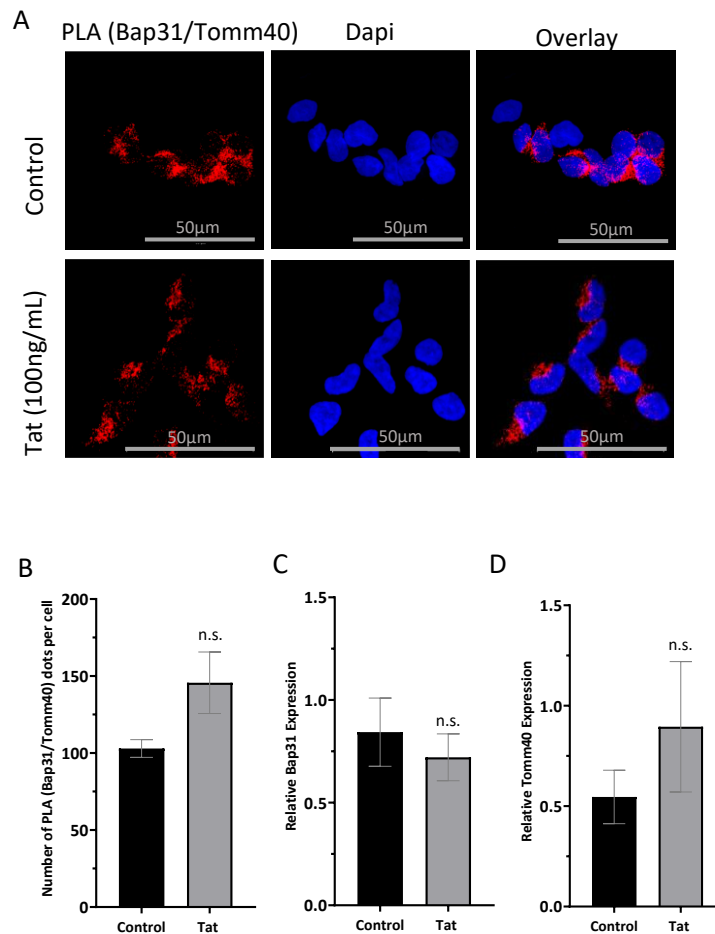 A
PLA (Bap31/Tomm40)
Dapi
Overlay
Control
50µm
50µm
50µm
Tat (100ng/mL)
50µm
50µm
50µm
B
Number of PLA (Bap31/Tomm40) dots per cell
200
150
100
50
0
n.s.
Control
Tat
C
Relative Bap31 Expression
1.5
1.0
0.5
0.0
n.s.
Control
Tat
D
Relative Tomm40 Expression
1.5
1.0
0.5
0.0
n.s.
Control
Tat